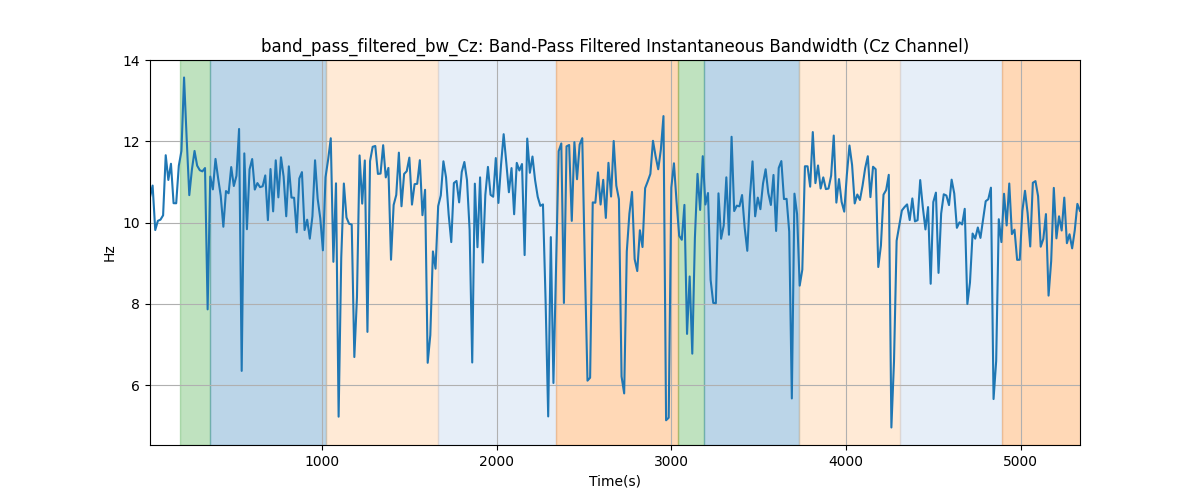 band_pass_filtered_bw_Cz: Band-Pass Filtered Instantaneous Bandwidth (Cz Channel)
14
12
10
8
6
Hz
1000 2000 3000 4000 5000
Time(s)